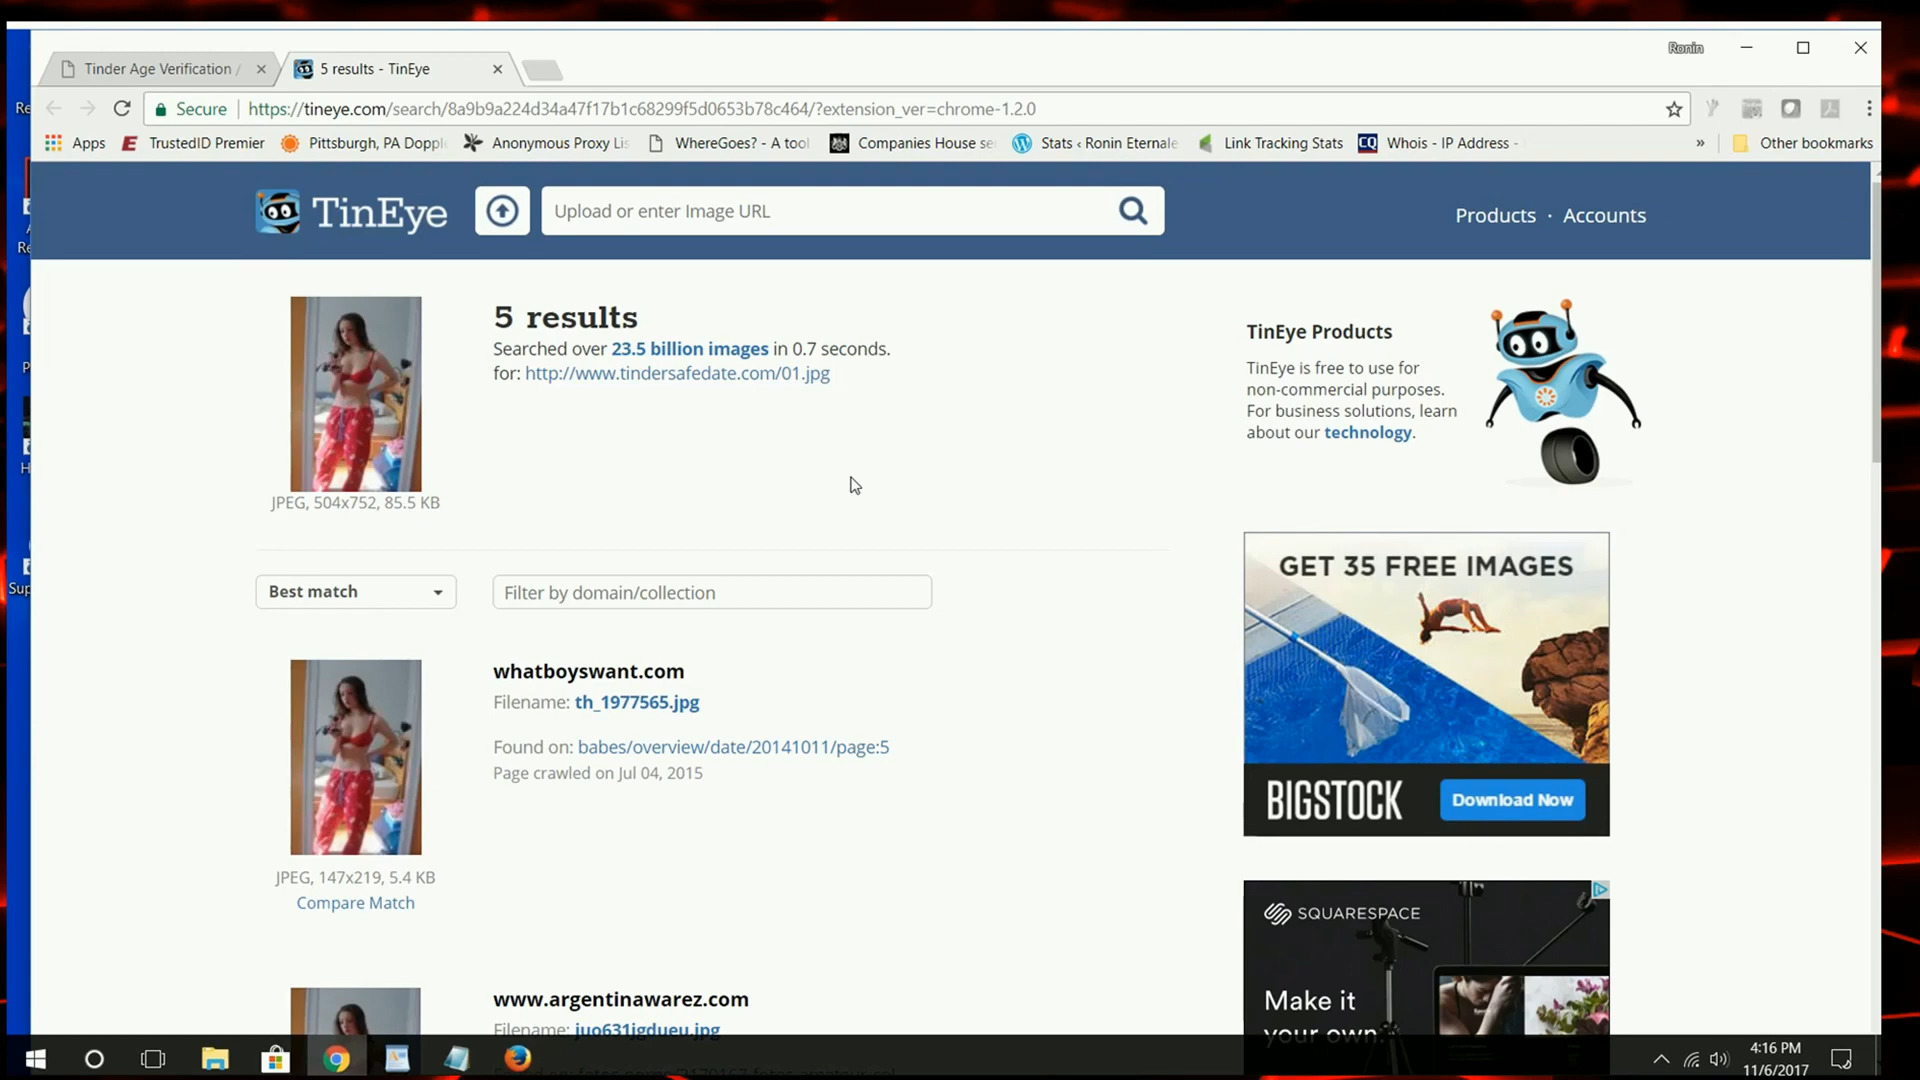 Ronin
Tinder Age Verification /
5 results - TinEye
Secure
https://tineye.com/search/8a9b9a224d34a47f17b1c68299f5d0653b78c464/?extension_ver=chrome-1.2.0
Apps
TrustedID Premier
Pittsburgh, PA Doppl
Anonymous Proxy Lis
WhereGoes? - A tool
Companies House se
Stats ‹ Ronin Eternale
Link Tracking Stats
CQ Whois - IP Address -
»
Other bookmarks
TinEye
Upload or enter Image URL
Products · Accounts
5 results
Searched over 23.5 billion images in 0.7 seconds.
for: http://www.tindersafedate.com/01.jpg
JPEG, 504x752, 85.5 KB
TinEye Products
TinEye is free to use for
non-commercial purposes.
For business solutions, learn
about our technology.
Best match
Filter by domain/collection
whatboyswant.com
Filename: th_1977565.jpg
Found on: babes/overview/date/20141011/page:5
Page crawled on Jul 04, 2015
JPEG, 147x219, 5.4 KB
Compare Match
GET 35 FREE IMAGES
BIGSTOCK
Download Now
www.argentinawarez.com
Filename: juo631jgdueu.jpg
SQUARESPACE
Make it
your own.
4:16 PM
11/6/2017